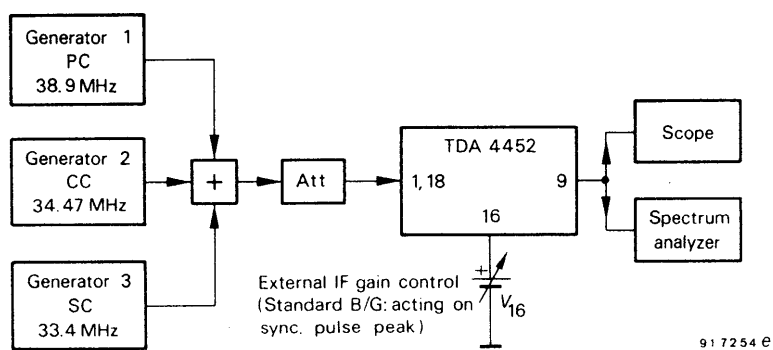 Generator 1
PC
38.9 MHz
Generator 2
CC
34.47 MHz
Generator 3
SC
33.4 MHz
+
Att
TDA 4452
1, 18
9
16
Scope
Spectrum
analyzer
External IF gain control
(Standard B/G: acting on
sync. pulse peak)
+
V16
917254 e